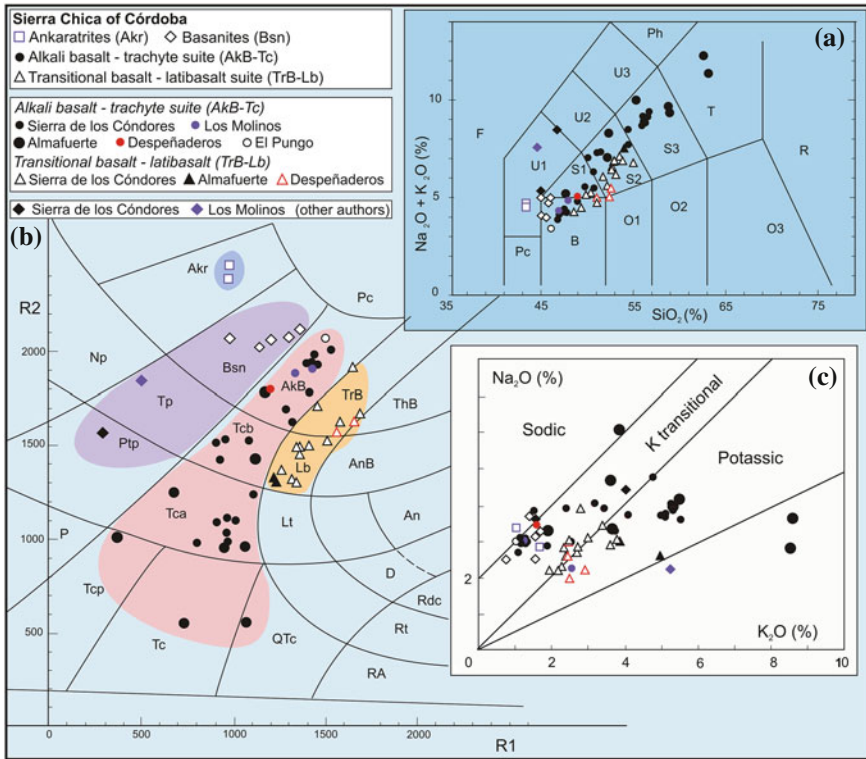 Sierra Chica of Córdoba
Ankaratrites (Akr) Basanites (Bsn)
Alkali basalt - trachyte suite (AkB-Tc)
Transitional basalt - latibasalt suite (TrB-Lb)
Alkali basalt - trachyte suite (AkB-Tc)
Sierra de los Cóndores Los Molinos
Almafuerte Despeñaderos El Pungo
Transitional basalt - latibasalt (TrB-Lb)
Sierra de los Cóndores Almafuerte Despeñaderos
Sierra de los Cóndores Los Molinos (other authors)
(a)
Na₂O + K₂O (%)
10
5
0
35
45
55
65
75
SiO₂(%)
F
Pc
U1
U2
U3
Ph
S1
S2
S3
T
B
O1
O2
O3
R
(b)
R2
2000
1500
1000
500
0
500
1000
1500
2000
R1
Akr
Pc
Np
Bsn
Tp
Ptp
AkB
TrB
ThB
Tcb
Lb
AnB
Tca
Lt
An
P
D
Tcp
Rdc
Tc
QTc
Rt
RA
(c)
Na₂O (%)
Sodic
K transitional
Potassic
2
K₂O (%)
0
2
4
6
8
10